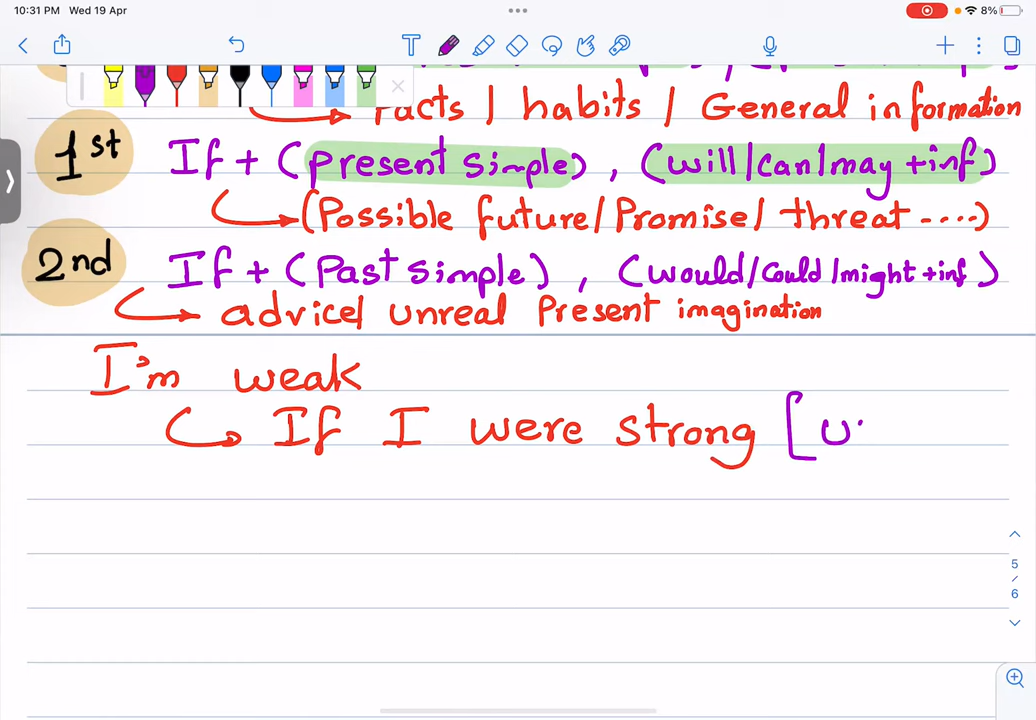 10:31 PM Wed 19 Apr
8%
Facts / habits / General information
1st If + (Present simple), (will/can/may +inf)
(Possible future/Promise/ threat ....)
2nd If + (Past simple), (would/could/might +inf)
advice/ unreal Present imagination
I'm weak
If I were strong [
5
/
6